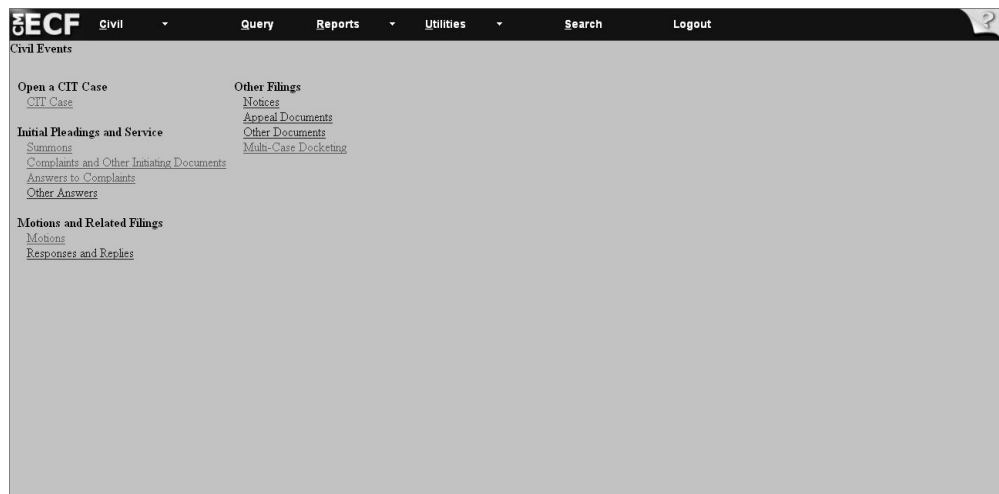 CM ECF Civil Query Reports Utilities Search Logout ?
Civil Events
Open a CIT Case
CIT Case
Initial Pleadings and Service
Summons
Complaints and Other Initiating Documents
Answers to Complaints
Other Answers
Motions and Related Filings
Motions
Responses and Replies
Other Filings
Notices
Appeal Documents
Other Documents
Multi-Case Docketing